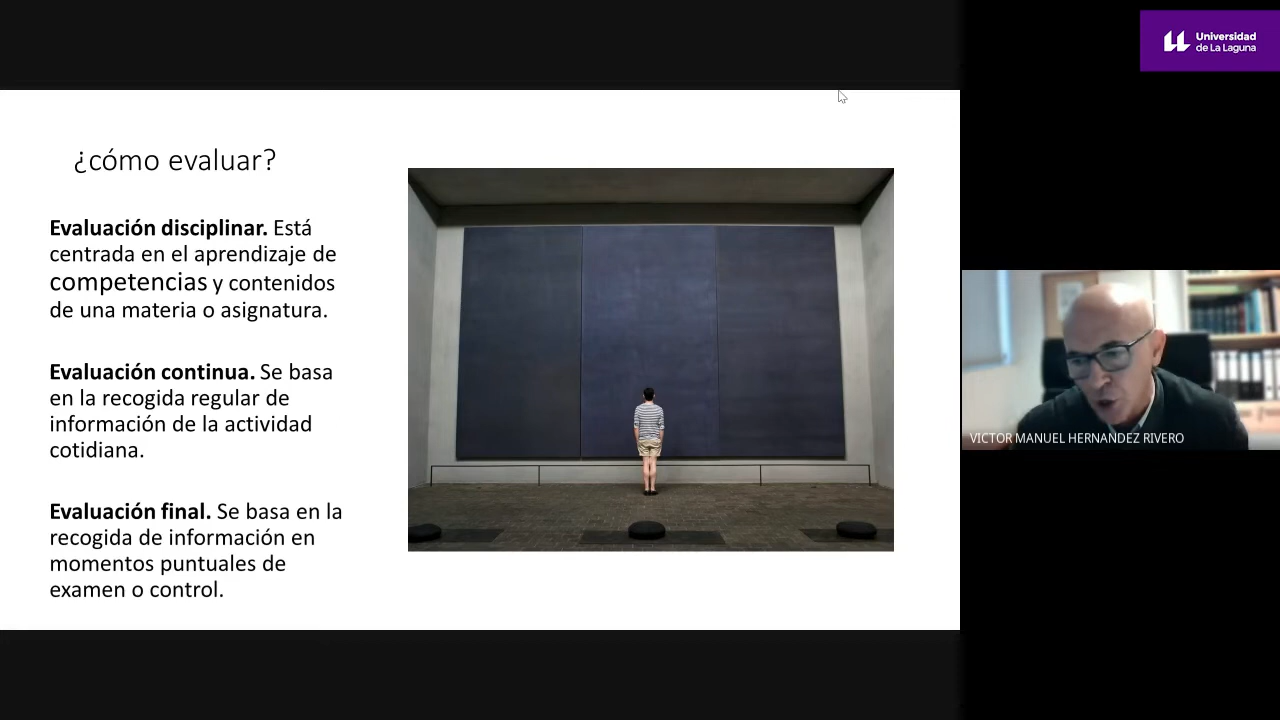 ¿cómo evaluar?
Evaluación disciplinar. Está
centrada en el aprendizaje de
competencias y contenidos
de una materia o asignatura.
Evaluación continua. Se basa
en la recogida regular de
información de la actividad
cotidiana.
Evaluación final. Se basa en la
recogida de información en
momentos puntuales de
examen o control.
Universidad
de La Laguna
VICTOR MANUEL HERNANDEZ RIVERO